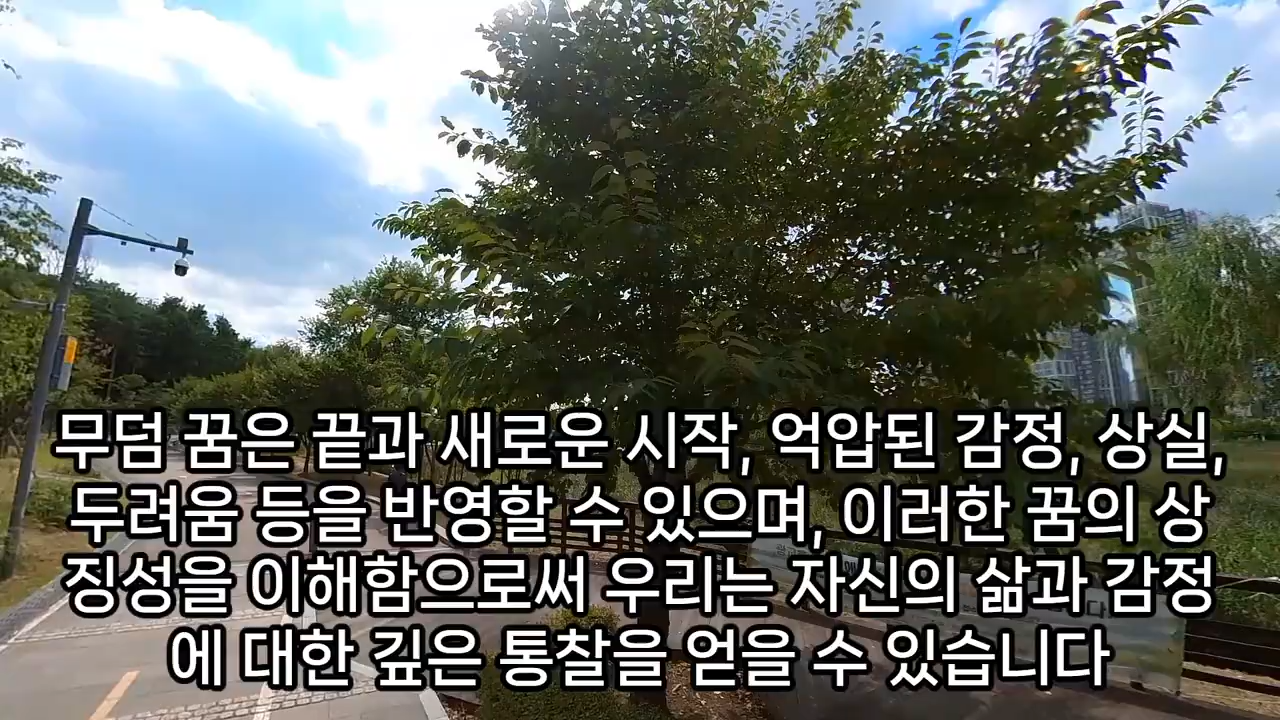 무덤 꿈은 끝과 새로운 시작, 억압된 감정, 상실,
두려움 등을 반영할 수 있으며, 이러한 꿈의 상
징성을 이해함으로써 우리는 자신의 삶과 감정
에 대한 깊은 통찰을 얻을 수 있습니다